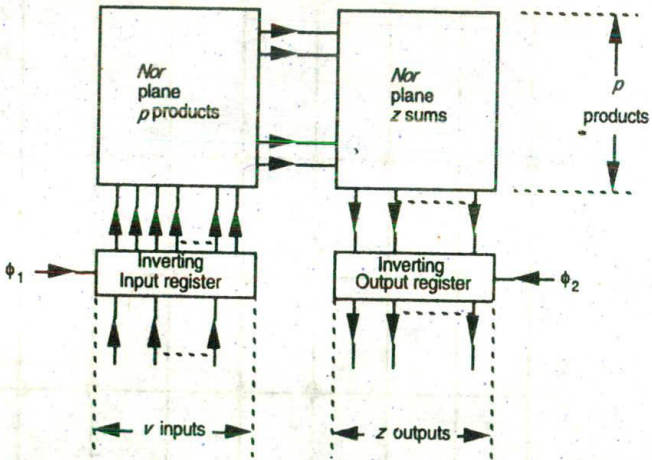 Nor
plane
p products
Nor
plane
z sums
p
products
Inverting
Input register
Inverting
Output register
ϕ1
ϕ2
v inputs
z outputs